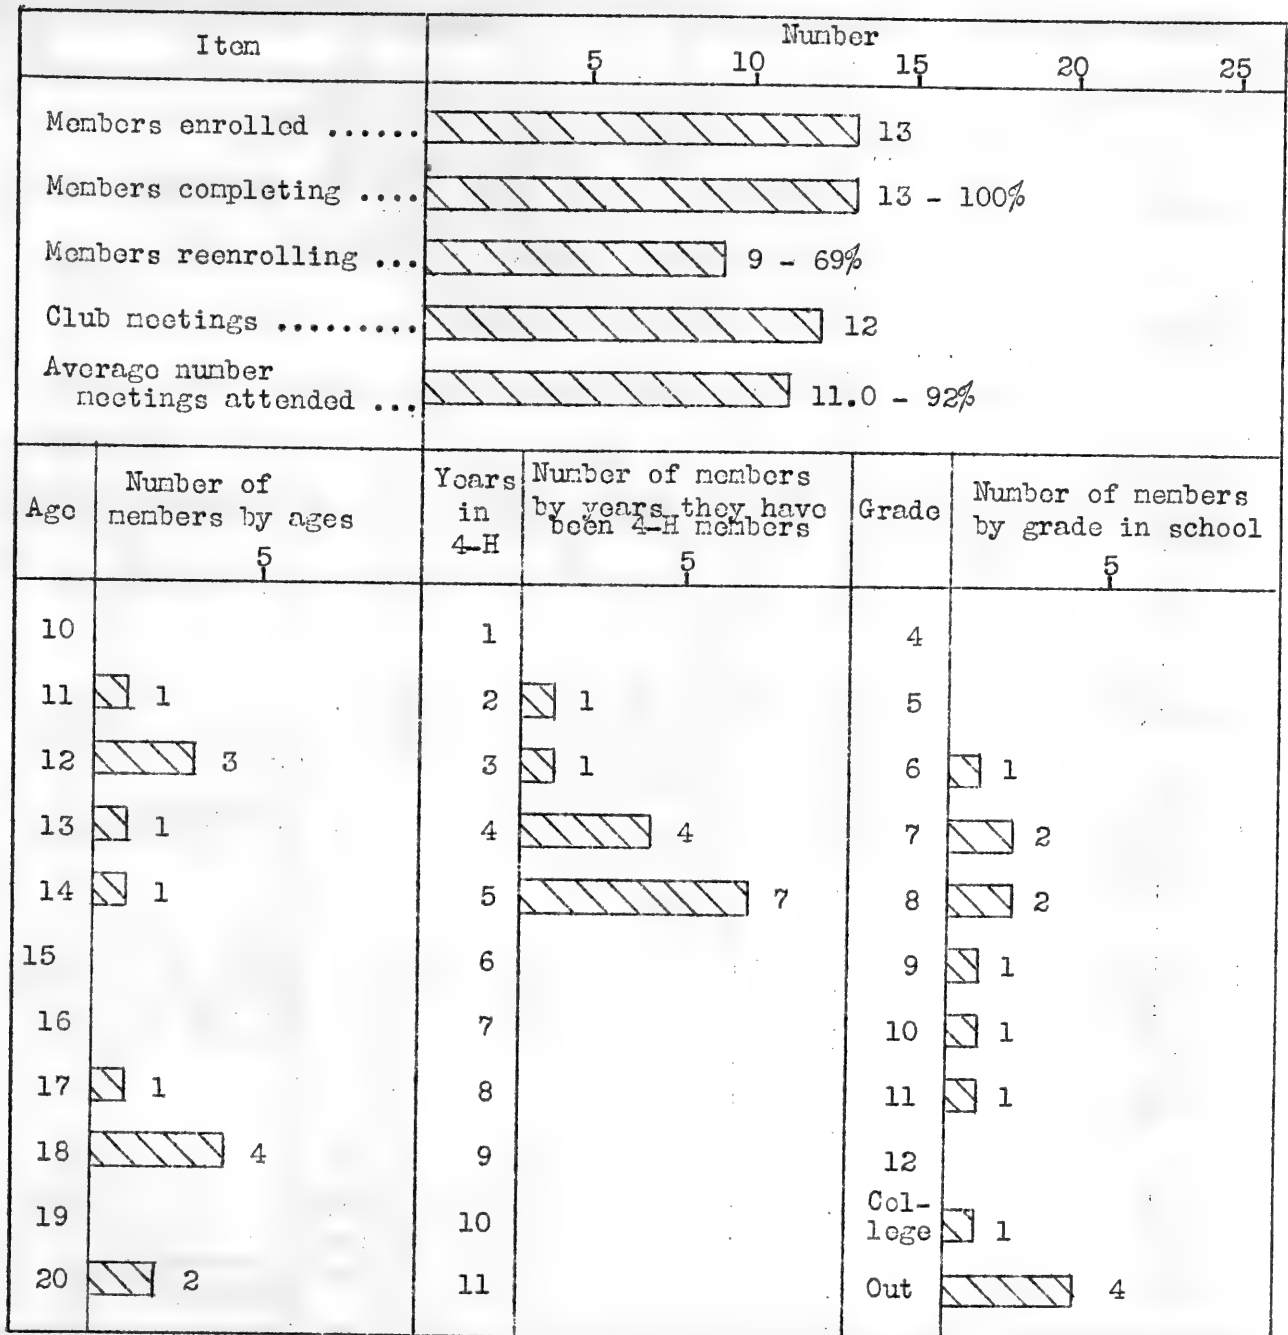 Item Number
5 10 15 20 25
Members enrolled ...... 13
Members completing .... 13 - 100%
Members reenrolling ... 9 - 69%
Club meetings ......... 12
Average number
meetings attended ... 11.0 - 92%
Age
Number of
members by ages
5
Years
in
4-H
Number of members
by years they have
been 4-H members
5
Grade
Number of members
by grade in school
5
10
11 1
12 3
13 1
14 1
15
16
17 1
18 4
19
20 2
1
2 1
3 1
4 4
5 7
6
7
8
9
10
11
4
5
6 1
7 2
8 2
9 1
10 1
11 1
12
Col-
lege 1
Out 4